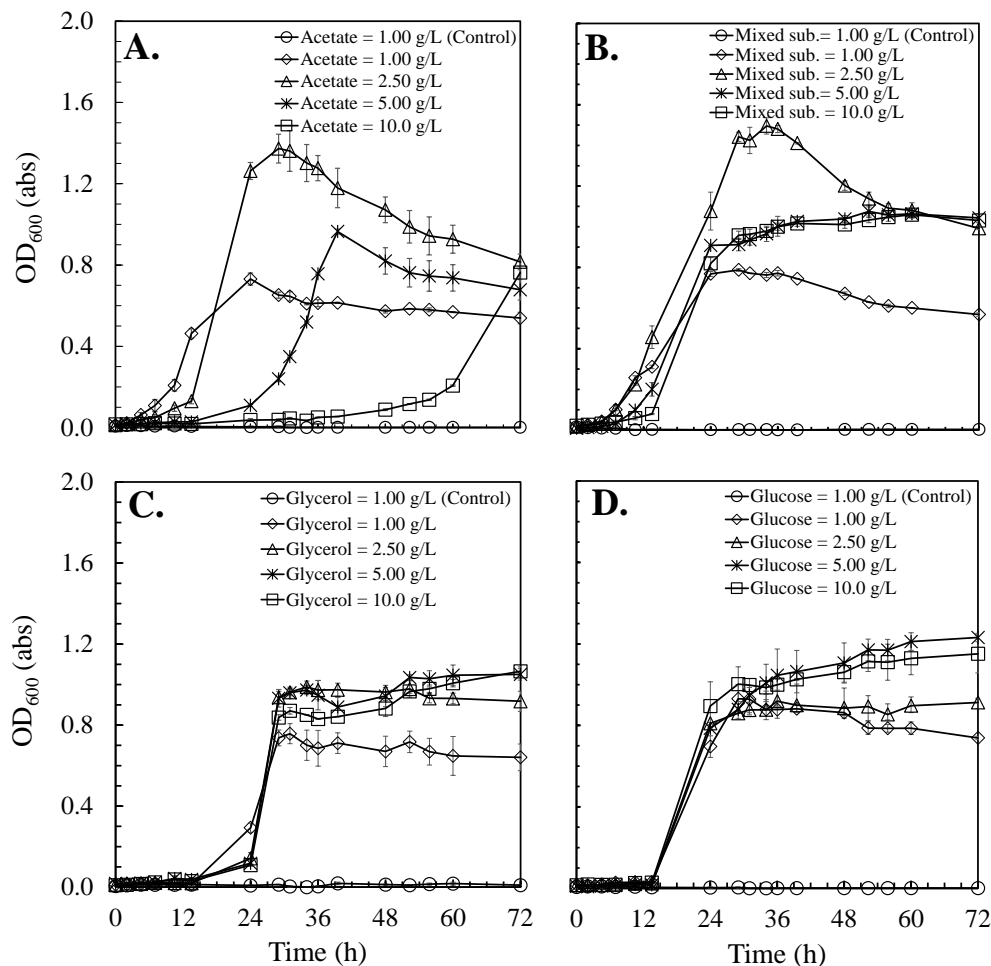 A.
Acetate = 1.00 g/L (Control)
Acetate = 1.00 g/L
Acetate = 2.50 g/L
Acetate = 5.00 g/L
Acetate = 10.0 g/L
2.0
1.6
1.2
0.8
0.4
0.0
OD600 (abs)
B.
Mixed sub.= 1.00 g/L (Control)
Mixed sub. = 1.00 g/L
Mixed sub.= 2.50 g/L
Mixed sub.= 5.00 g/L
Mixed sub.= 10.0 g/L
C.
Glycerol = 1.00 g/L (Control)
Glycerol = 1.00 g/L
Glycerol = 2.50 g/L
Glycerol = 5.00 g/L
Glycerol = 10.0 g/L
2.0
1.6
1.2
0.8
0.4
0.0
OD600 (abs)
0 12 24 36 48 60 72
Time (h)
D.
Glucose = 1.00 g/L (Control)
Glucose = 1.00 g/L
Glucose = 2.50 g/L
Glucose = 5.00 g/L
Glucose = 10.0 g/L
0 12 24 36 48 60 72
Time (h)